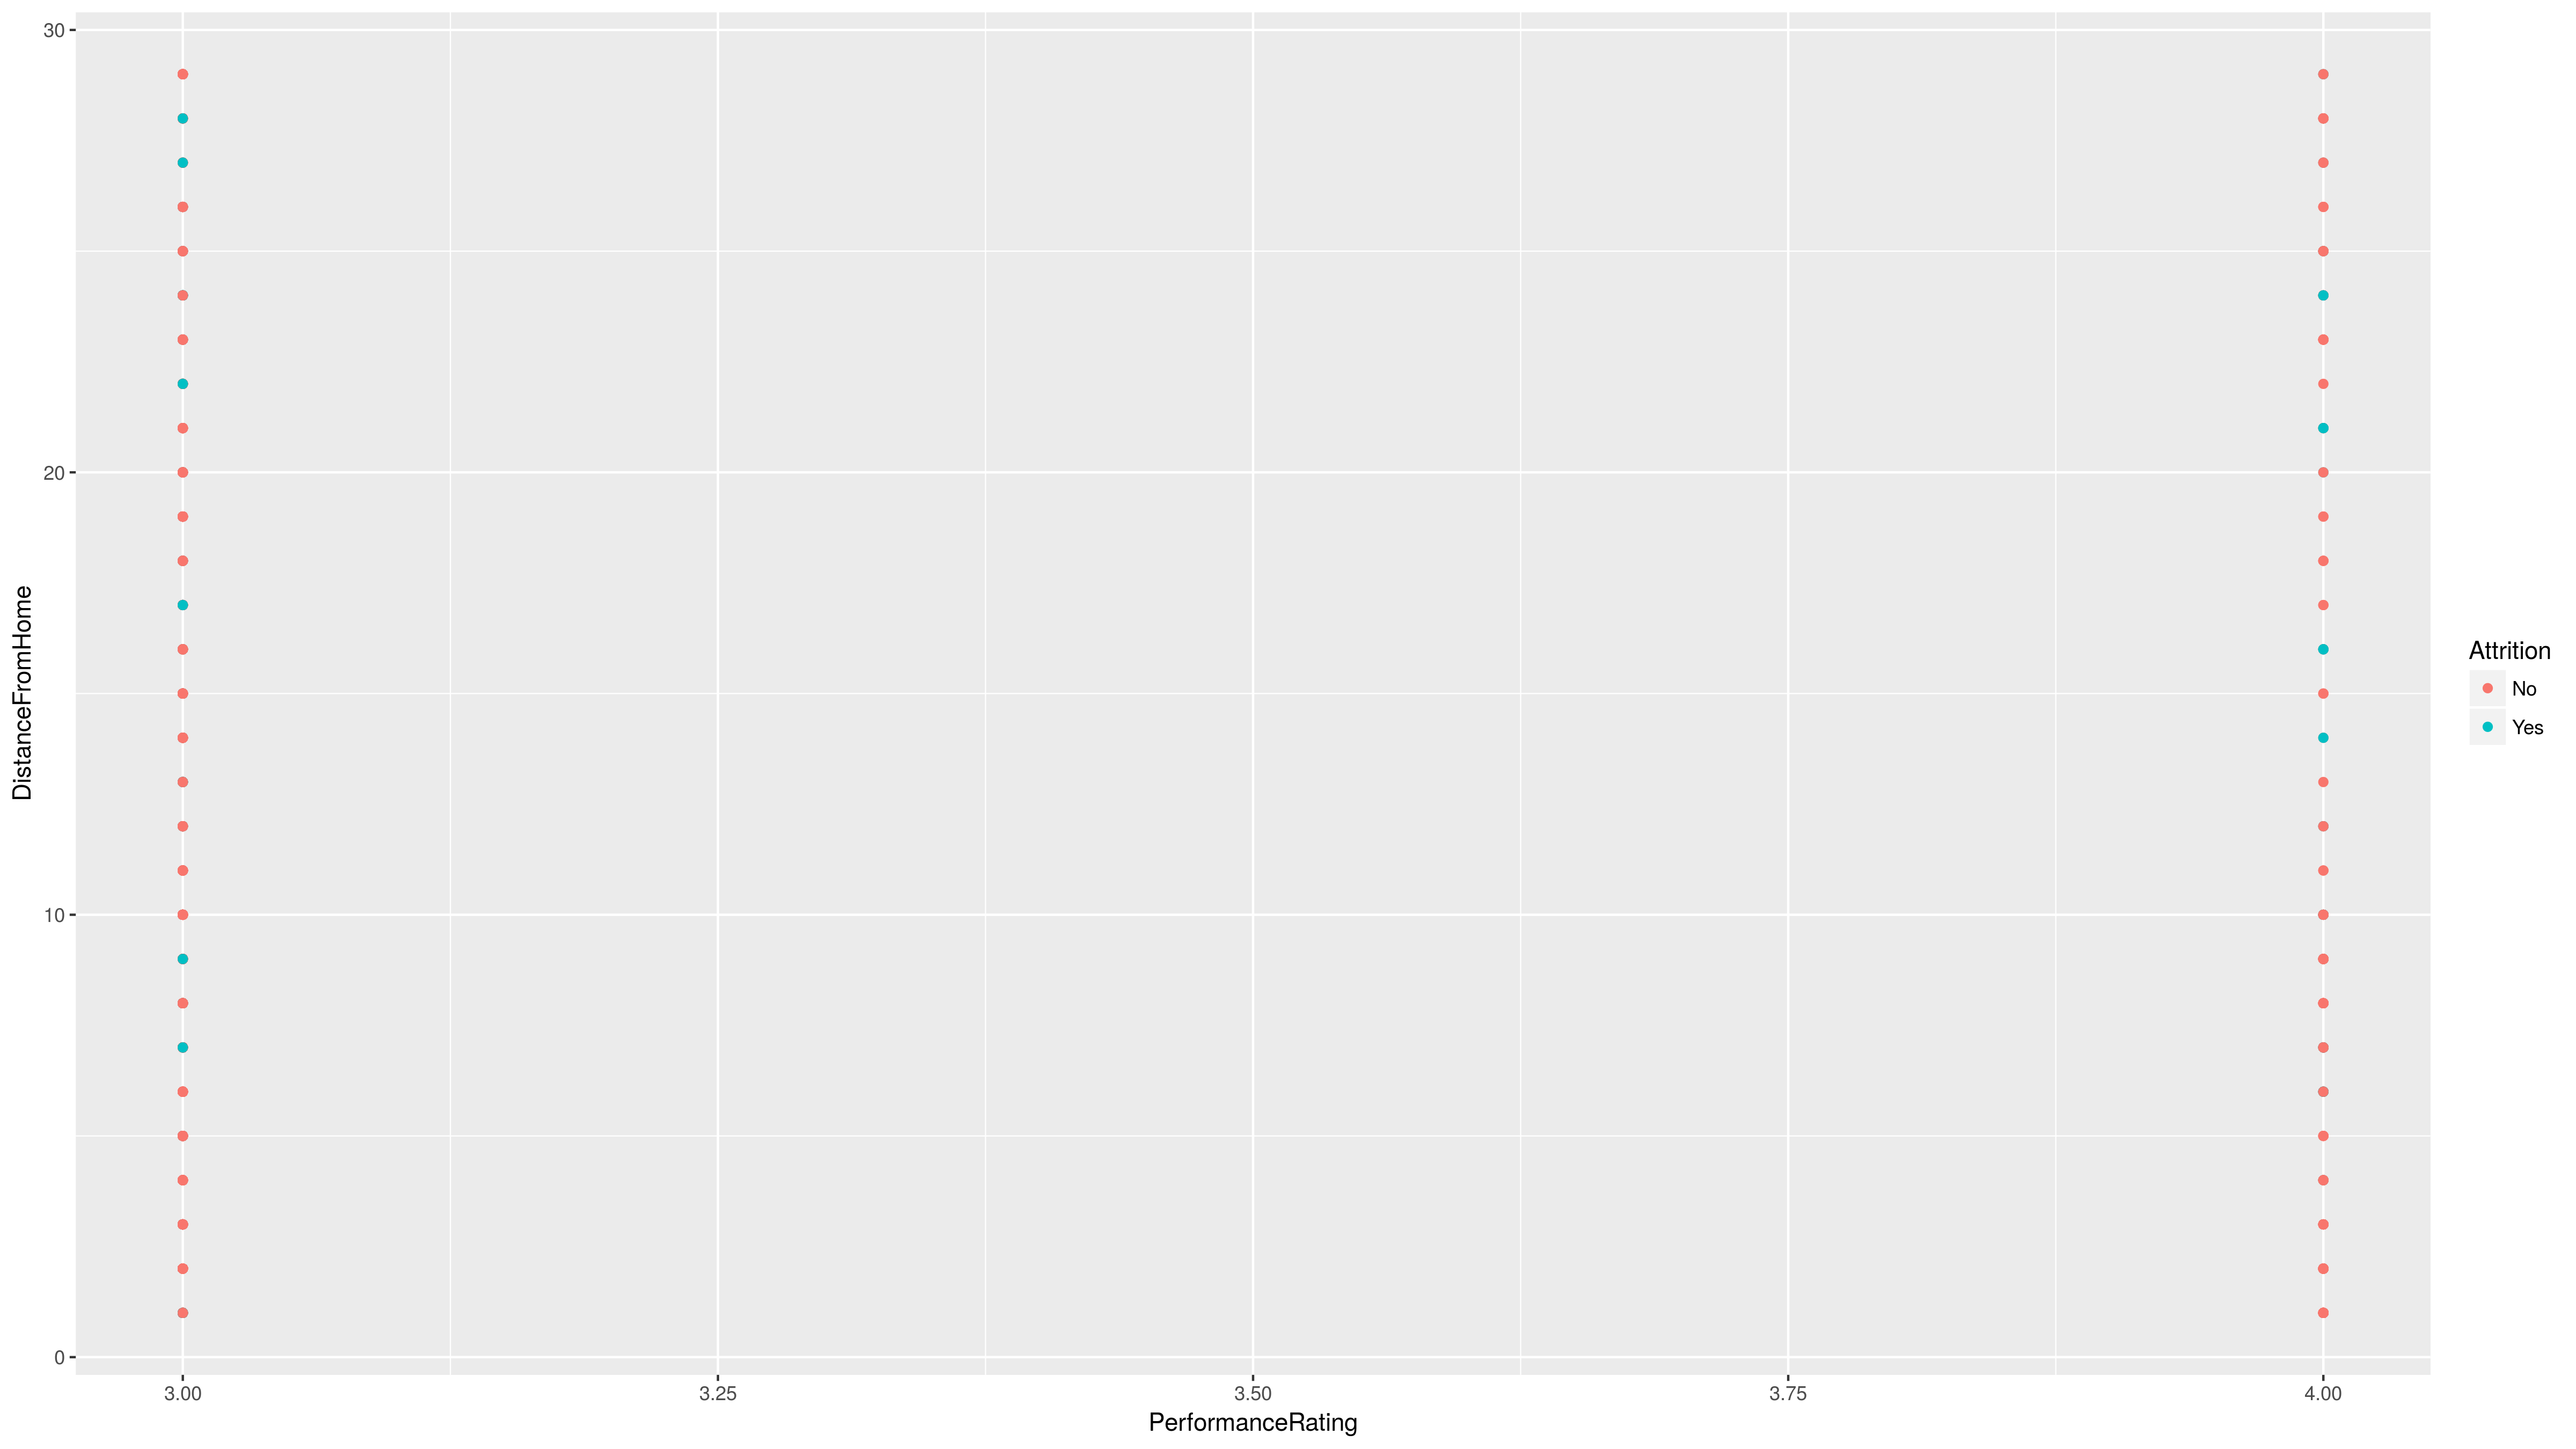 30
20
10
0
DistanceFromHome
3.00
3.25
3.50
3.75
4.00
PerformanceRating
Attrition
No
Yes